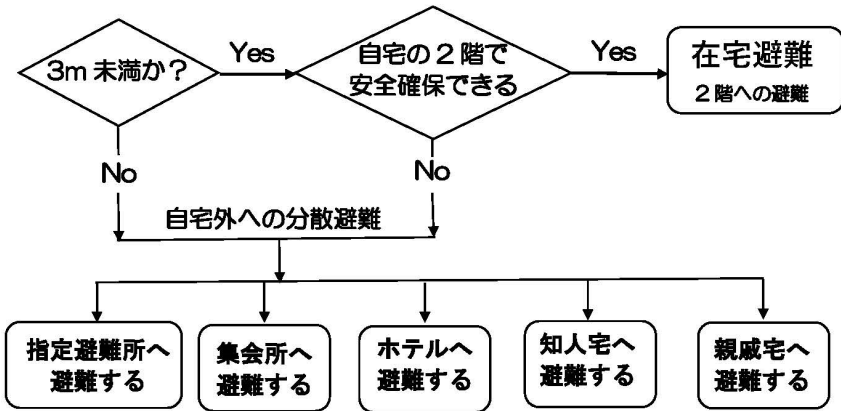 3m 未満か？
Yes
自宅の２階で
安全確保できる
Yes
在宅避難
２階への避難
No
No
自宅外への分散避難
指定避難所へ
避難する
集会所へ
避難する
ホテルへ
避難する
知人宅へ
避難する
親戚宅へ
避難する